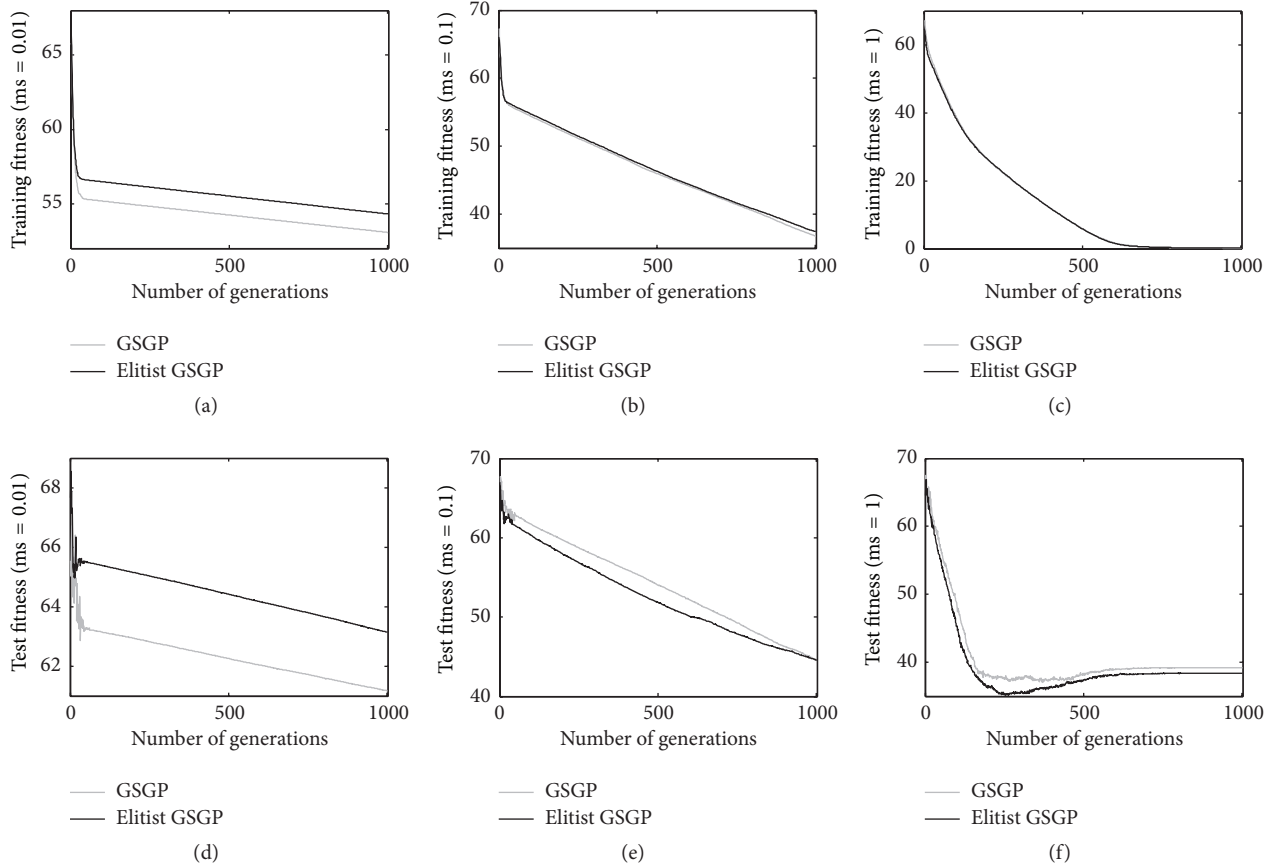 Training fitness (ms = 0.01)
65
60
55
0
500
1000
Number of generations
GSGP
Elitist GSGP
(a)
Training fitness (ms = 0.1)
70
60
50
40
0
500
1000
Number of generations
GSGP
Elitist GSGP
(b)
Training fitness (ms = 1)
60
40
20
0
0
500
1000
Number of generations
GSGP
Elitist GSGP
(c)
Test fitness (ms = 0.01)
68
66
64
62
0
500
1000
Number of generations
GSGP
Elitist GSGP
(d)
Test fitness (ms = 0.1)
70
60
50
40
0
500
1000
Number of generations
GSGP
Elitist GSGP
(e)
Test fitness (ms = 1)
70
60
50
40
0
500
1000
Number of generations
GSGP
Elitist GSGP
(f)